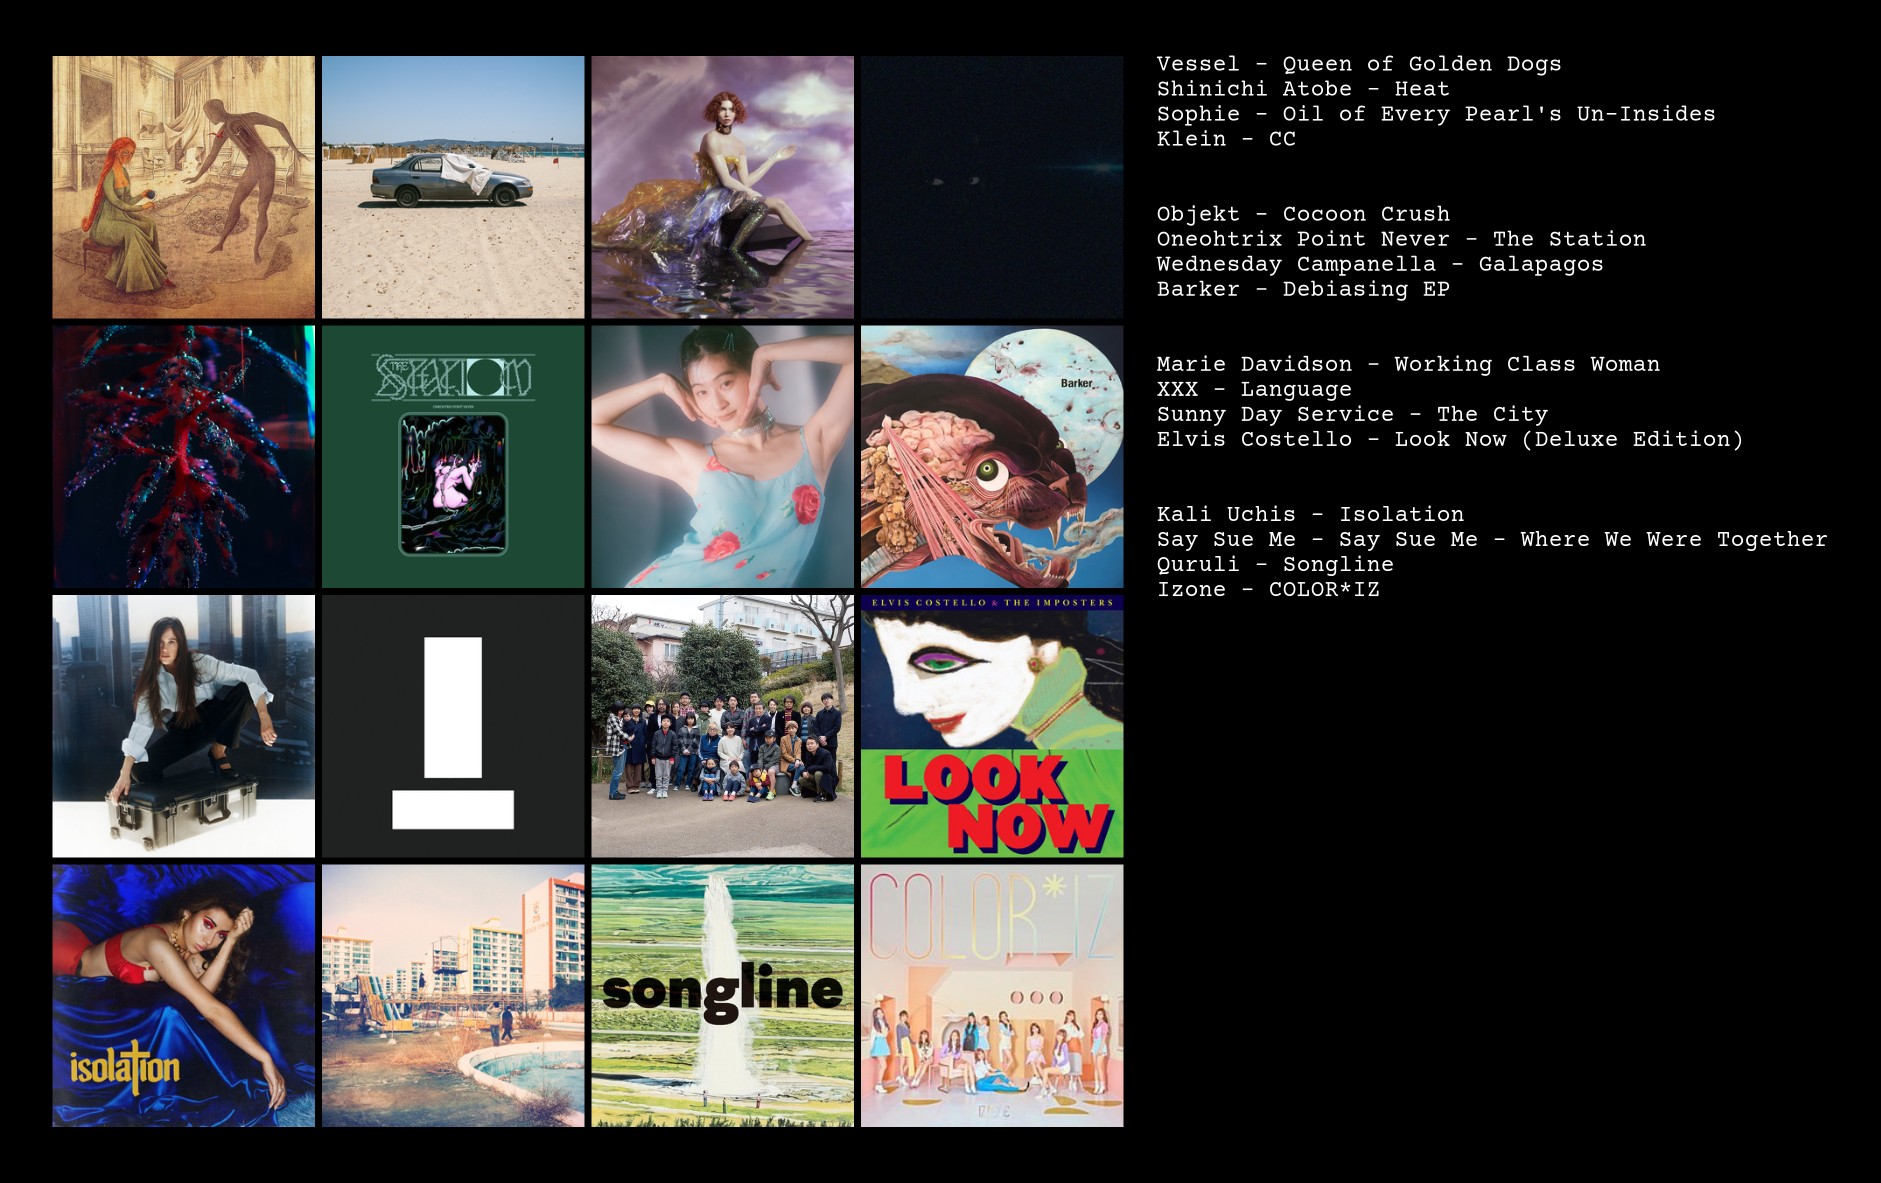 Vessel - Queen of Golden Dogs
Shinichi Atobe - Heat
Sophie - Oil of Every Pearl's Un-Insides
Klein - CC
Objekt - Cocoon Crush
Oneohtrix Point Never - The Station
Wednesday Campanella - Galapagos
Barker - Debiasing EP
Marie Davidson - Working Class Woman
XXX - Language
Sunny Day Service - The City
Elvis Costello - Look Now (Deluxe Edition)
Kali Uchis - Isolation
Say Sue Me - Say Sue Me - Where We Were Together
Quruli - Songline
Izone - COLOR*IZ
THE STATION
ONEOHTRIX POINT NEVER
Barker
ELVIS COSTELLO & THE IMPOSTERS
LOOK
NOW
isolation
songline
COLOR*IZ